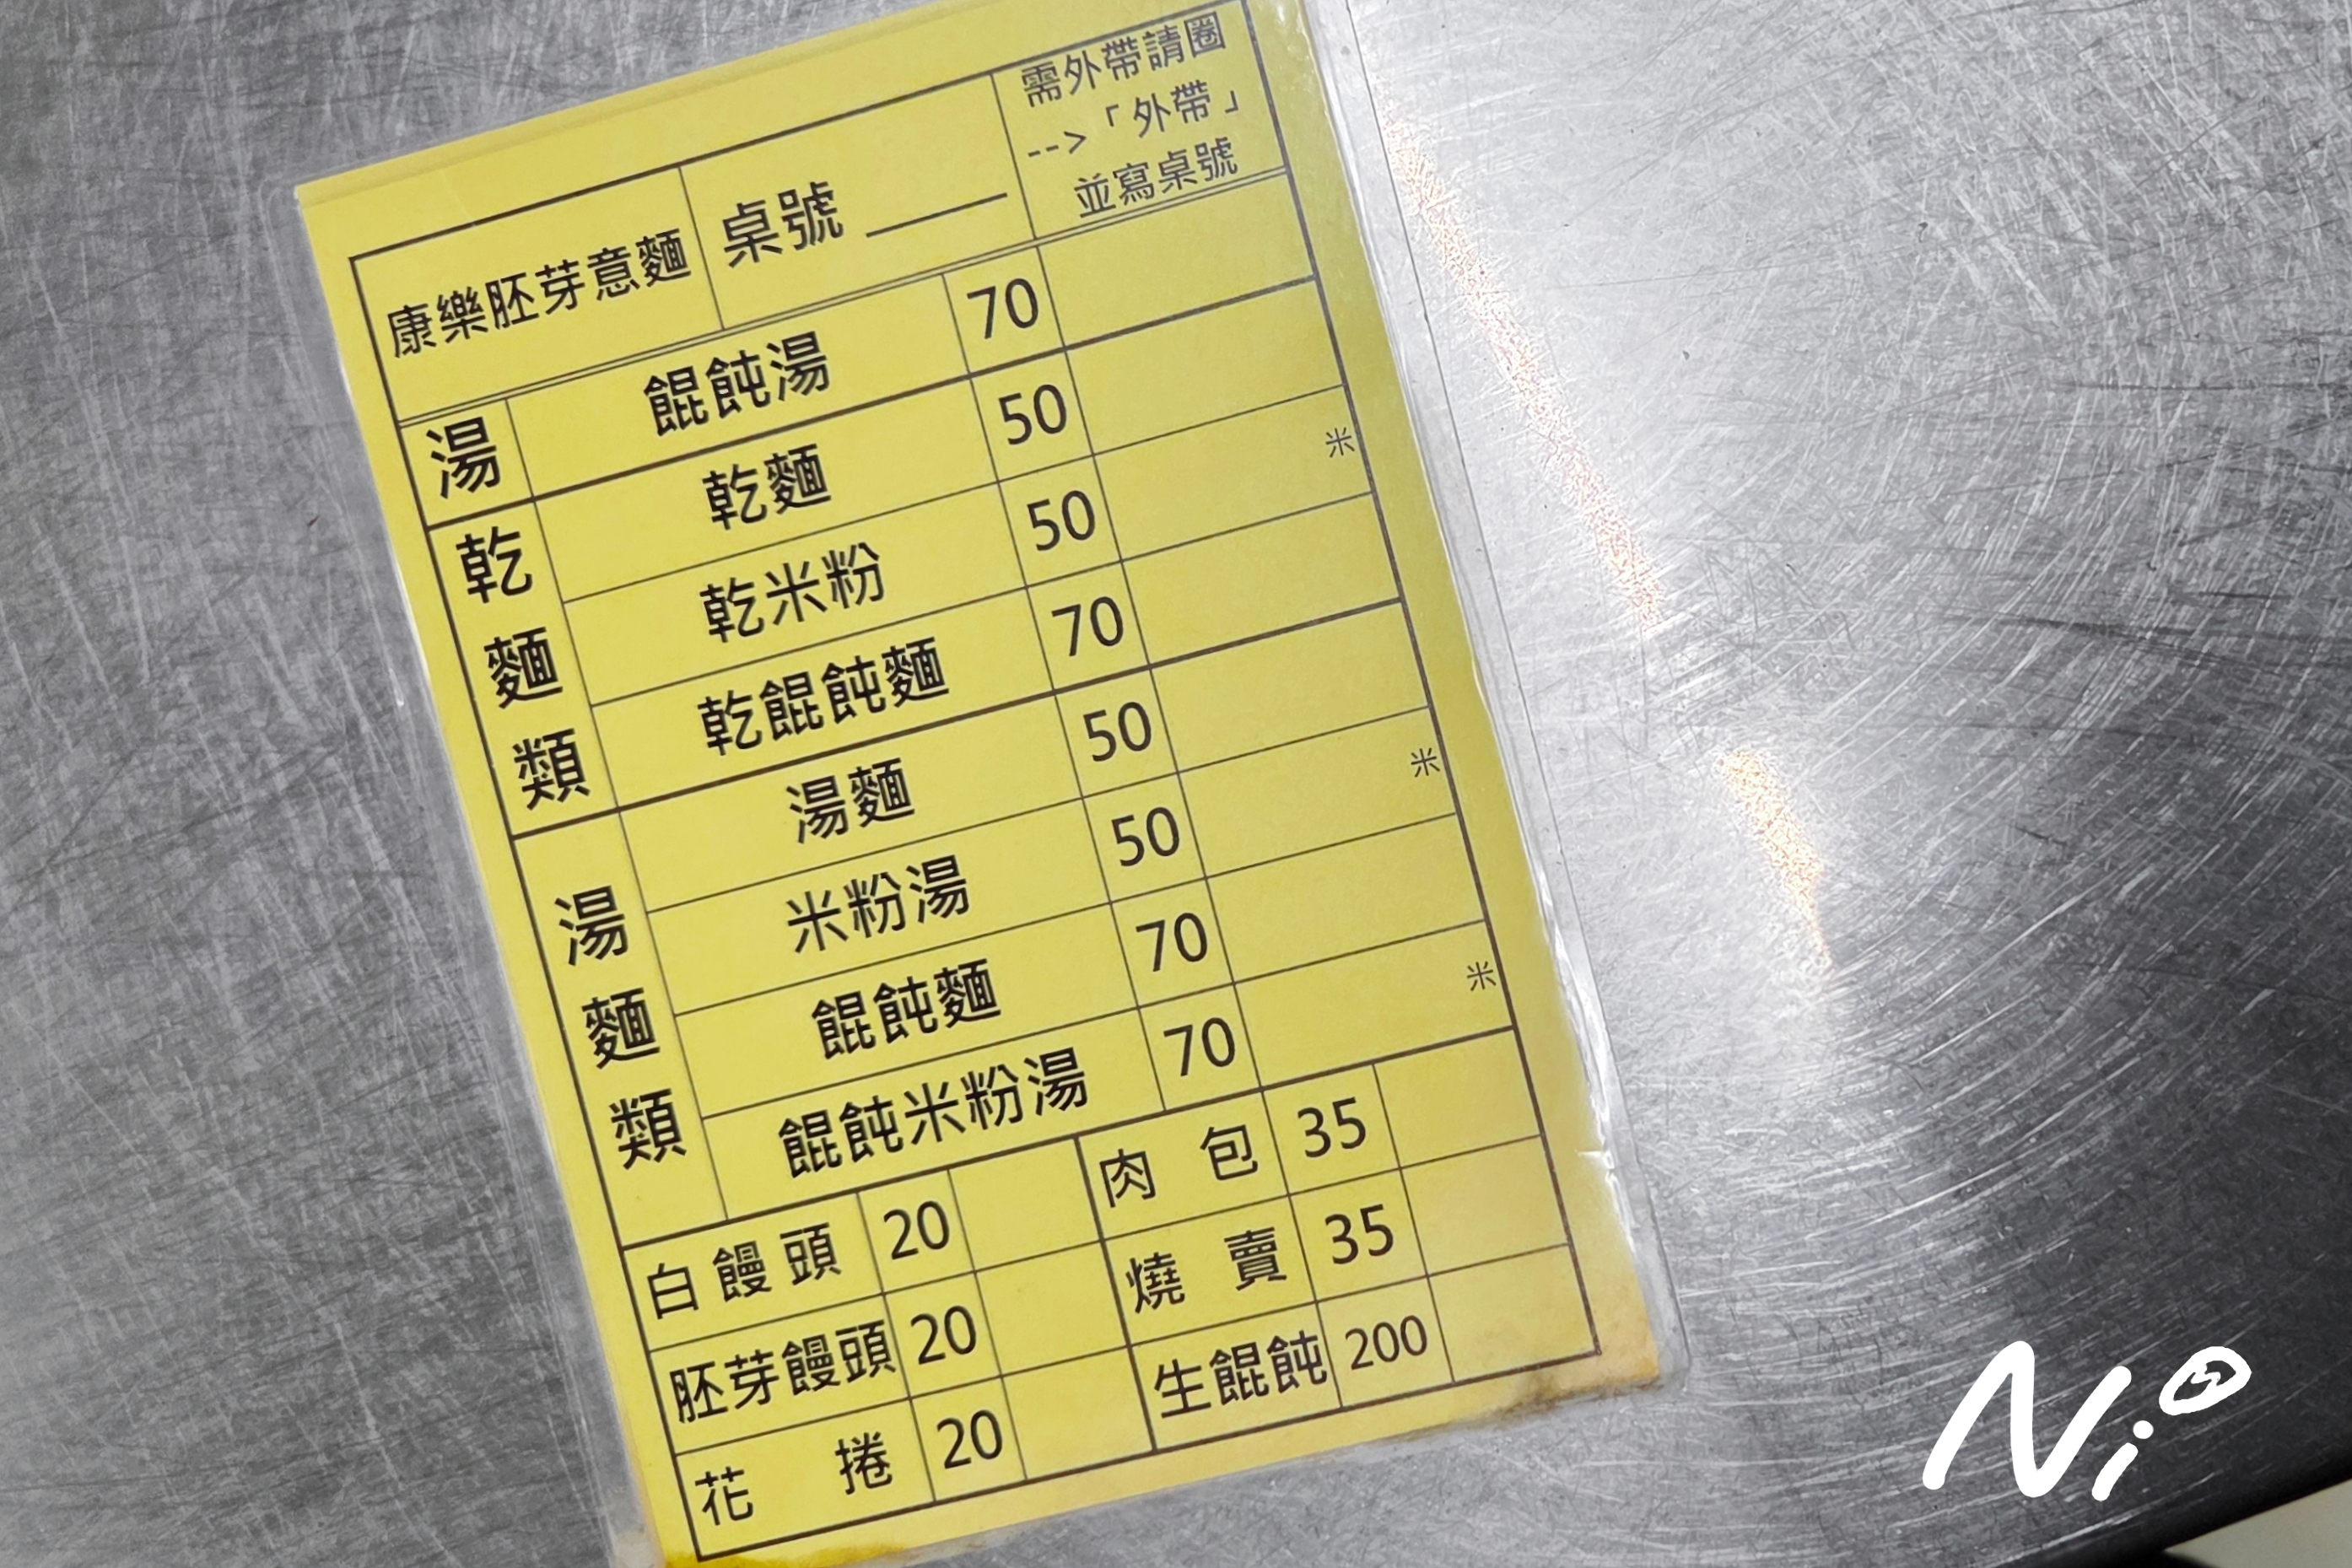 康樂胚芽意麵 桌號 ____ 需外帶請圈
-->「外帶」
並寫桌號
湯 餛飩湯 70
乾麵類 乾麵 50
乾米粉 50 米
乾餛飩麵 70
湯麵類 湯麵 50
米粉湯 50 米
餛飩麵 70
餛飩米粉湯 70 米
白饅頭 20 肉包 35
胚芽饅頭 20 燒賣 35
花捲 20 生餛飩 200
Ni